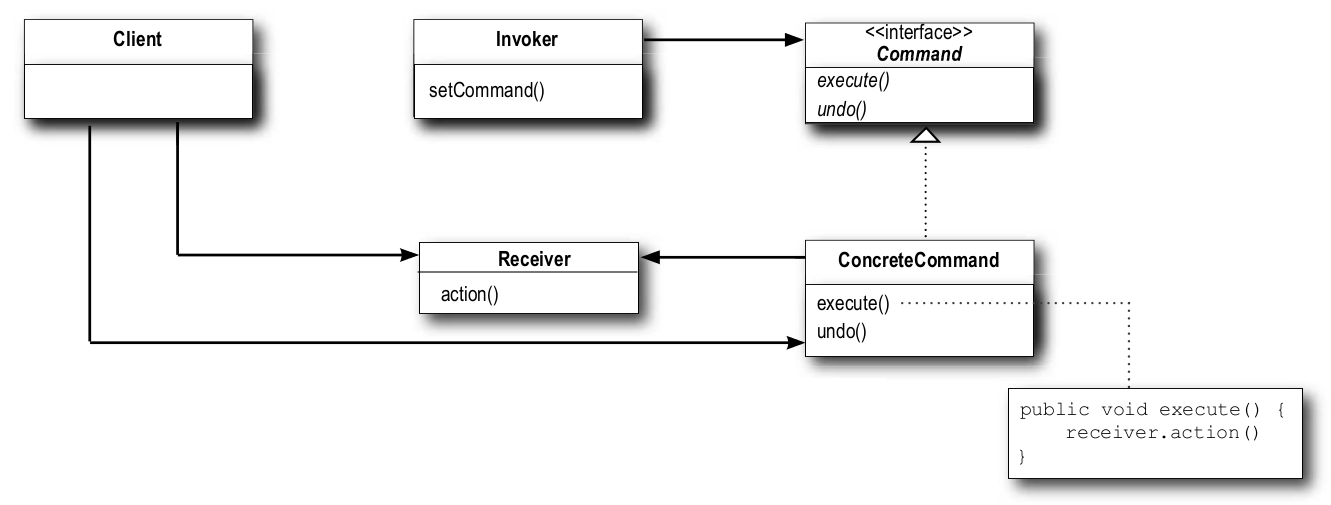 Client
Invoker
setCommand()
<<interface>>
Command
execute()
undo()
Receiver
action()
ConcreteCommand
execute()
undo()
public void execute() {
    receiver.action()
}